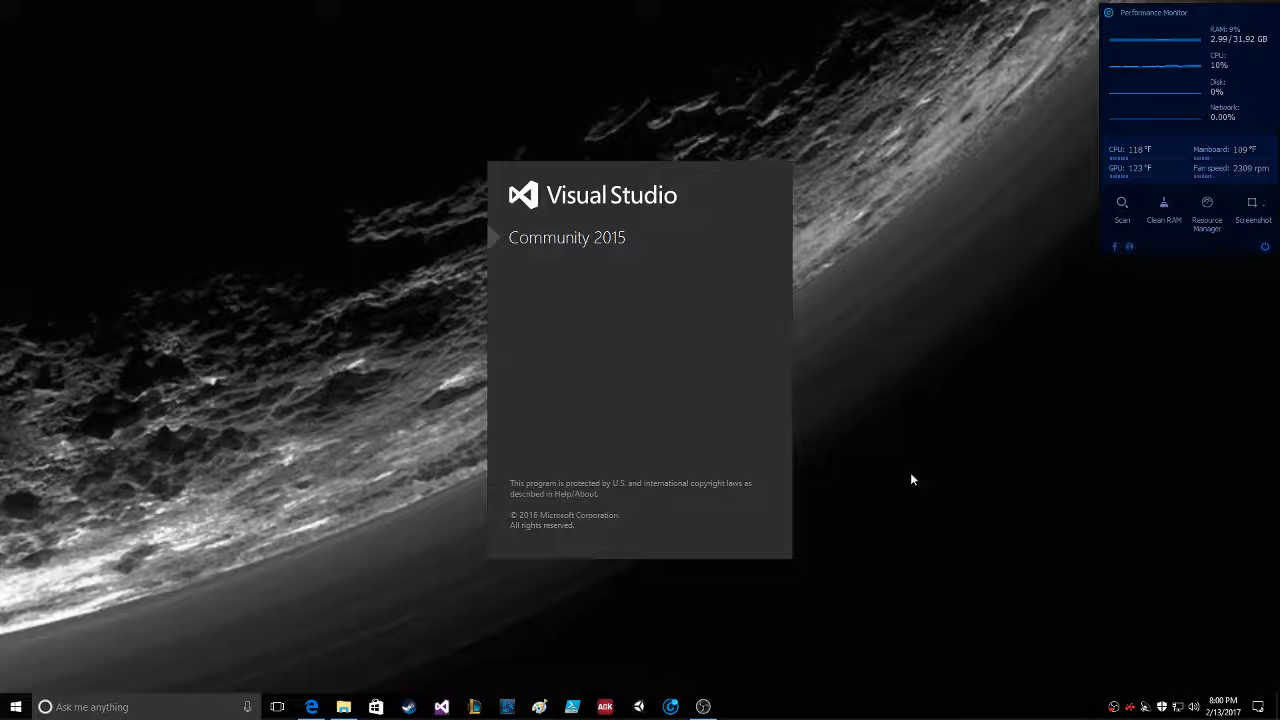 Performance Monitor
RAM: 9%
2.99 / 31.92 GB
CPU:
10%
Disk:
0%
Network:
0.00%
CPU: 118 °F
Mainboard: 109 °F
GPU: 123 °F
Fan speed: 2309 rpm
Scan
Clean RAM
Resource
Manager
Screenshot
Visual Studio
Community 2015
This program is protected by U.S. and international copyright laws as
described in Help/About.
© 2016 Microsoft Corporation.
All rights reserved.
Ask me anything
AGK
8:00 PM
2/13/2017